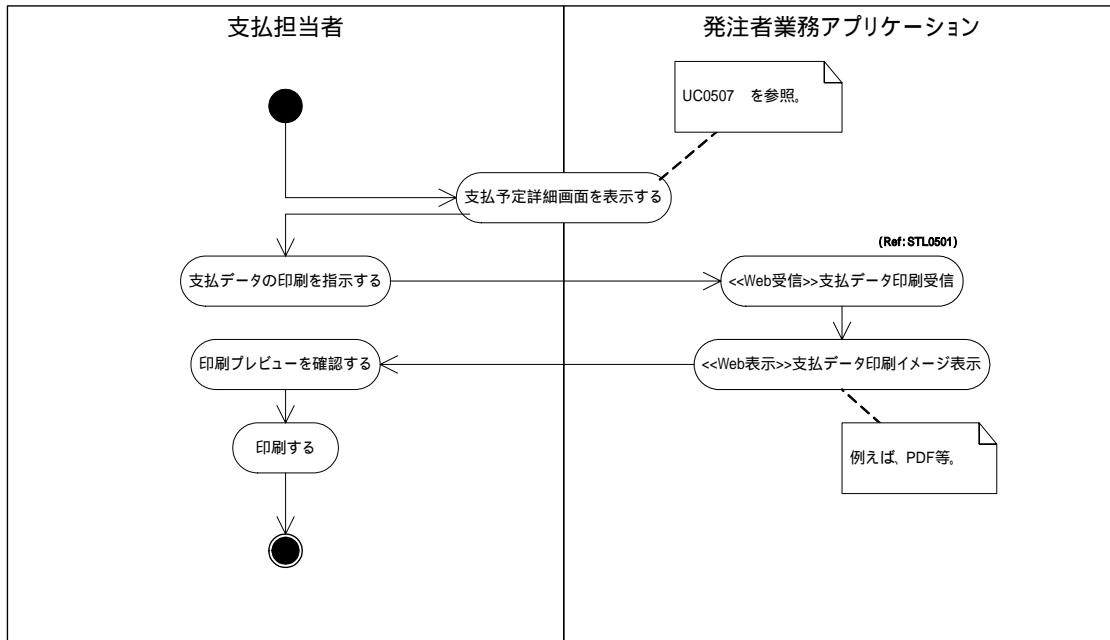 支払担当者
発注者業務アプリケーション
UC0507　を参照。
支払予定詳細画面を表示する
(Ref:STL0501)
支払データの印刷を指示する
<<Web受信>>支払データ印刷受信
印刷プレビューを確認する
<<Web表示>>支払データ印刷イメージ表示
印刷する
例えば、PDF等。